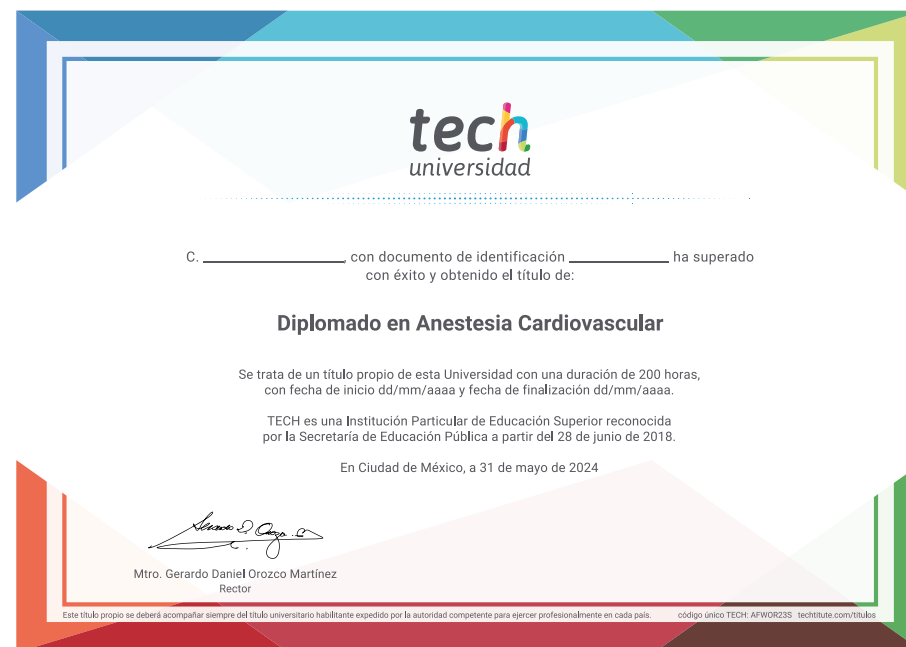 tech
universidad
C. ____________, con documento de identificación ____________ ha superado
con éxito y obtenido el título de:
Diplomado en Anestesia Cardiovascular
Se trata de un título propio de esta Universidad con una duración de 200 horas,
con fecha de inicio dd/mm/aaaa y fecha de finalización dd/mm/aaaa.
TECH es una Institución Particular de Educación Superior reconocida
por la Secretaría de Educación Pública a partir del 28 de junio de 2018.
En Ciudad de México, a 31 de mayo de 2024
Mtro. Gerardo Daniel Orozco Martínez
Rector
Este título propio se deberá acompañar siempre del título universitario habilitante expedido por la autoridad competente para ejercer profesionalmente en cada país. código único TECH: AFWOR23S techtitute.com/titulos